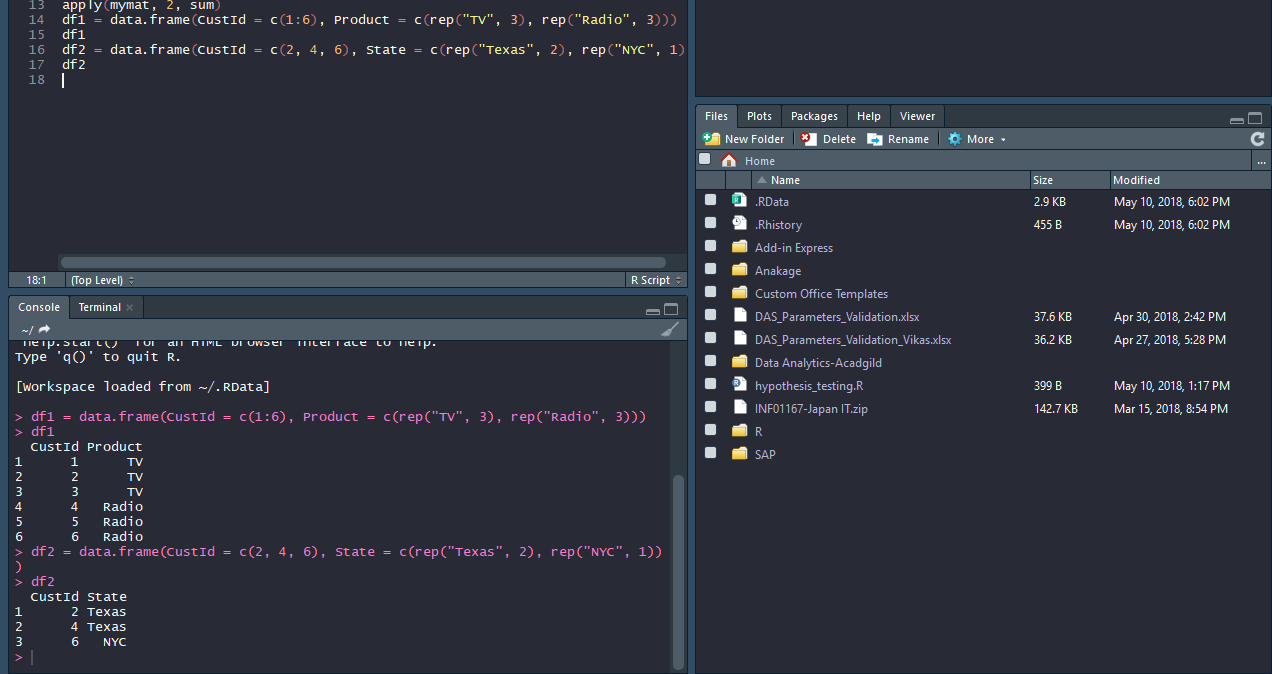 13 apply(mymat, 2, sum)
14 df1 = data.frame(CustId = c(1:6), Product = c(rep("TV", 3), rep("Radio", 3)))
15 df1
16 df2 = data.frame(CustId = c(2, 4, 6), State = c(rep("Texas", 2), rep("NYC", 1)
17 df2
18
18:1 (Top Level) R Script
Console Terminal
~/
'help.start()' for an HTML browser interface to help.
Type 'q()' to quit R.
[Workspace loaded from ~/.RData]
> df1 = data.frame(CustId = c(1:6), Product = c(rep("TV", 3), rep("Radio", 3)))
> df1
CustId Product
1 1 TV
2 2 TV
3 3 TV
4 4 Radio
5 5 Radio
6 6 Radio
> df2 = data.frame(CustId = c(2, 4, 6), State = c(rep("Texas", 2), rep("NYC", 1))
)
> df2
CustId State
1 2 Texas
2 4 Texas
3 6 NYC
>
Files Plots Packages Help Viewer
New Folder Delete Rename More
Home ...
Name Size Modified
.RData 2.9 KB May 10, 2018, 6:02 PM
.Rhistory 455 B May 10, 2018, 6:02 PM
Add-in Express
Anakage
Custom Office Templates
DAS_Parameters_Validation.xlsx 37.6 KB Apr 30, 2018, 2:42 PM
DAS_Parameters_Validation_Vikas.xlsx 36.2 KB Apr 27, 2018, 5:28 PM
Data Analytics-Acadgild
hypothesis_testing.R 399 B May 10, 2018, 1:17 PM
INF01167-Japan IT.zip 142.7 KB Mar 15, 2018, 8:54 PM
R
SAP